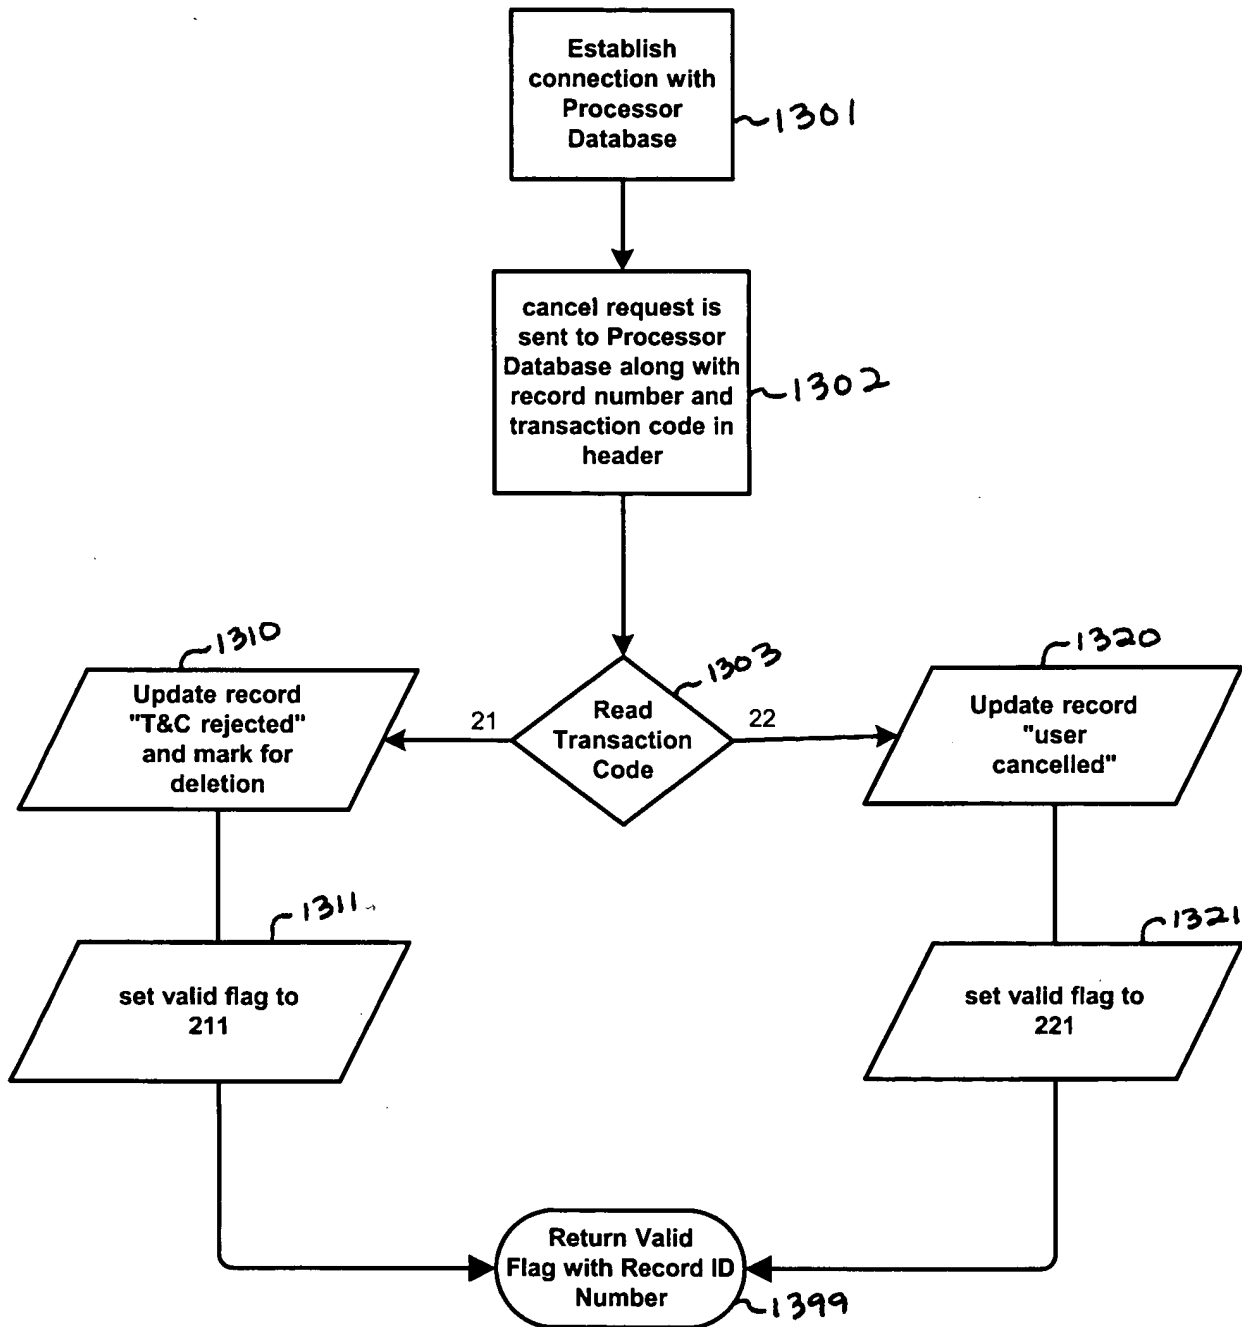 Establish
connection with
Processor
Database
1301
cancel request is
sent to Processor
Database along with
record number and
transaction code in
header
1302
1310
Update record
"T&C rejected"
and mark for
deletion
21
1303
Read
Transaction
Code
22
1320
Update record
"user
cancelled"
1311
set valid flag to
211
1321
set valid flag to
221
Return Valid
Flag with Record ID
Number
1399